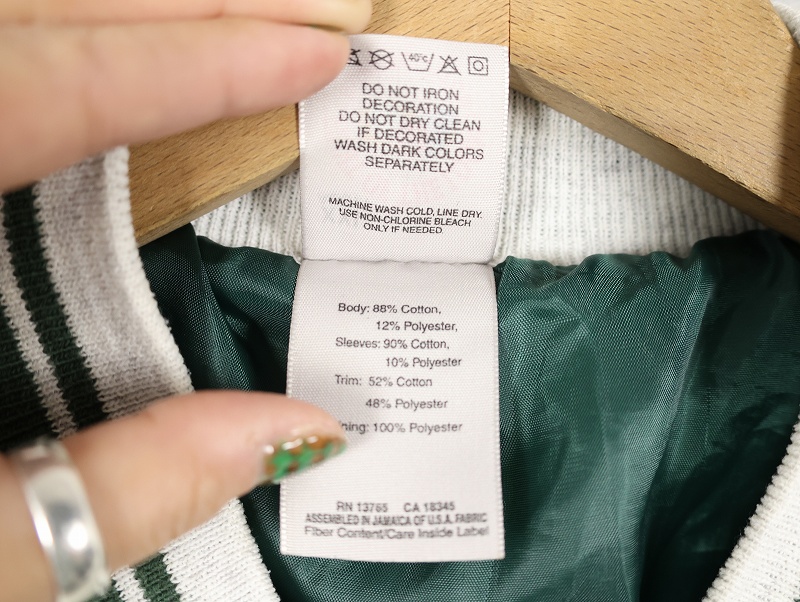 40°c
DO NOT IRON
DECORATION
DO NOT DRY CLEAN
IF DECORATED
WASH DARK COLORS
SEPARATELY
MACHINE WASH COLD, LINE DRY.
USE NON-CHLORINE BLEACH
ONLY IF NEEDED.
Body: 88% Cotton,
12% Polyester,
Sleeves: 90% Cotton,
10% Polyester
Trim: 52% Cotton
48% Polyester
ning: 100% Polyester
RN 13765 CA 18345
ASSEMBLED IN JAMAICA OF U.S.A. FABRIC
Fiber Content/Care Inside Label